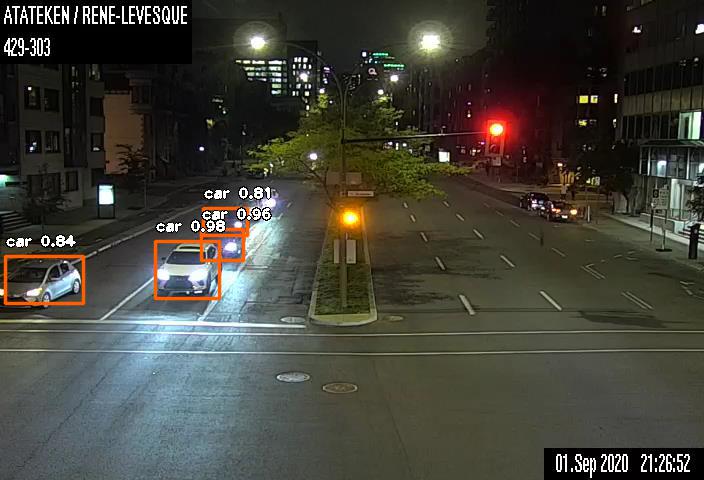 ATATEKEN / RENE-LEVESQUE
429-303
car 0.81
car 0.96
car 0.98
car 0.84
01.Sep 2020 21:26:52